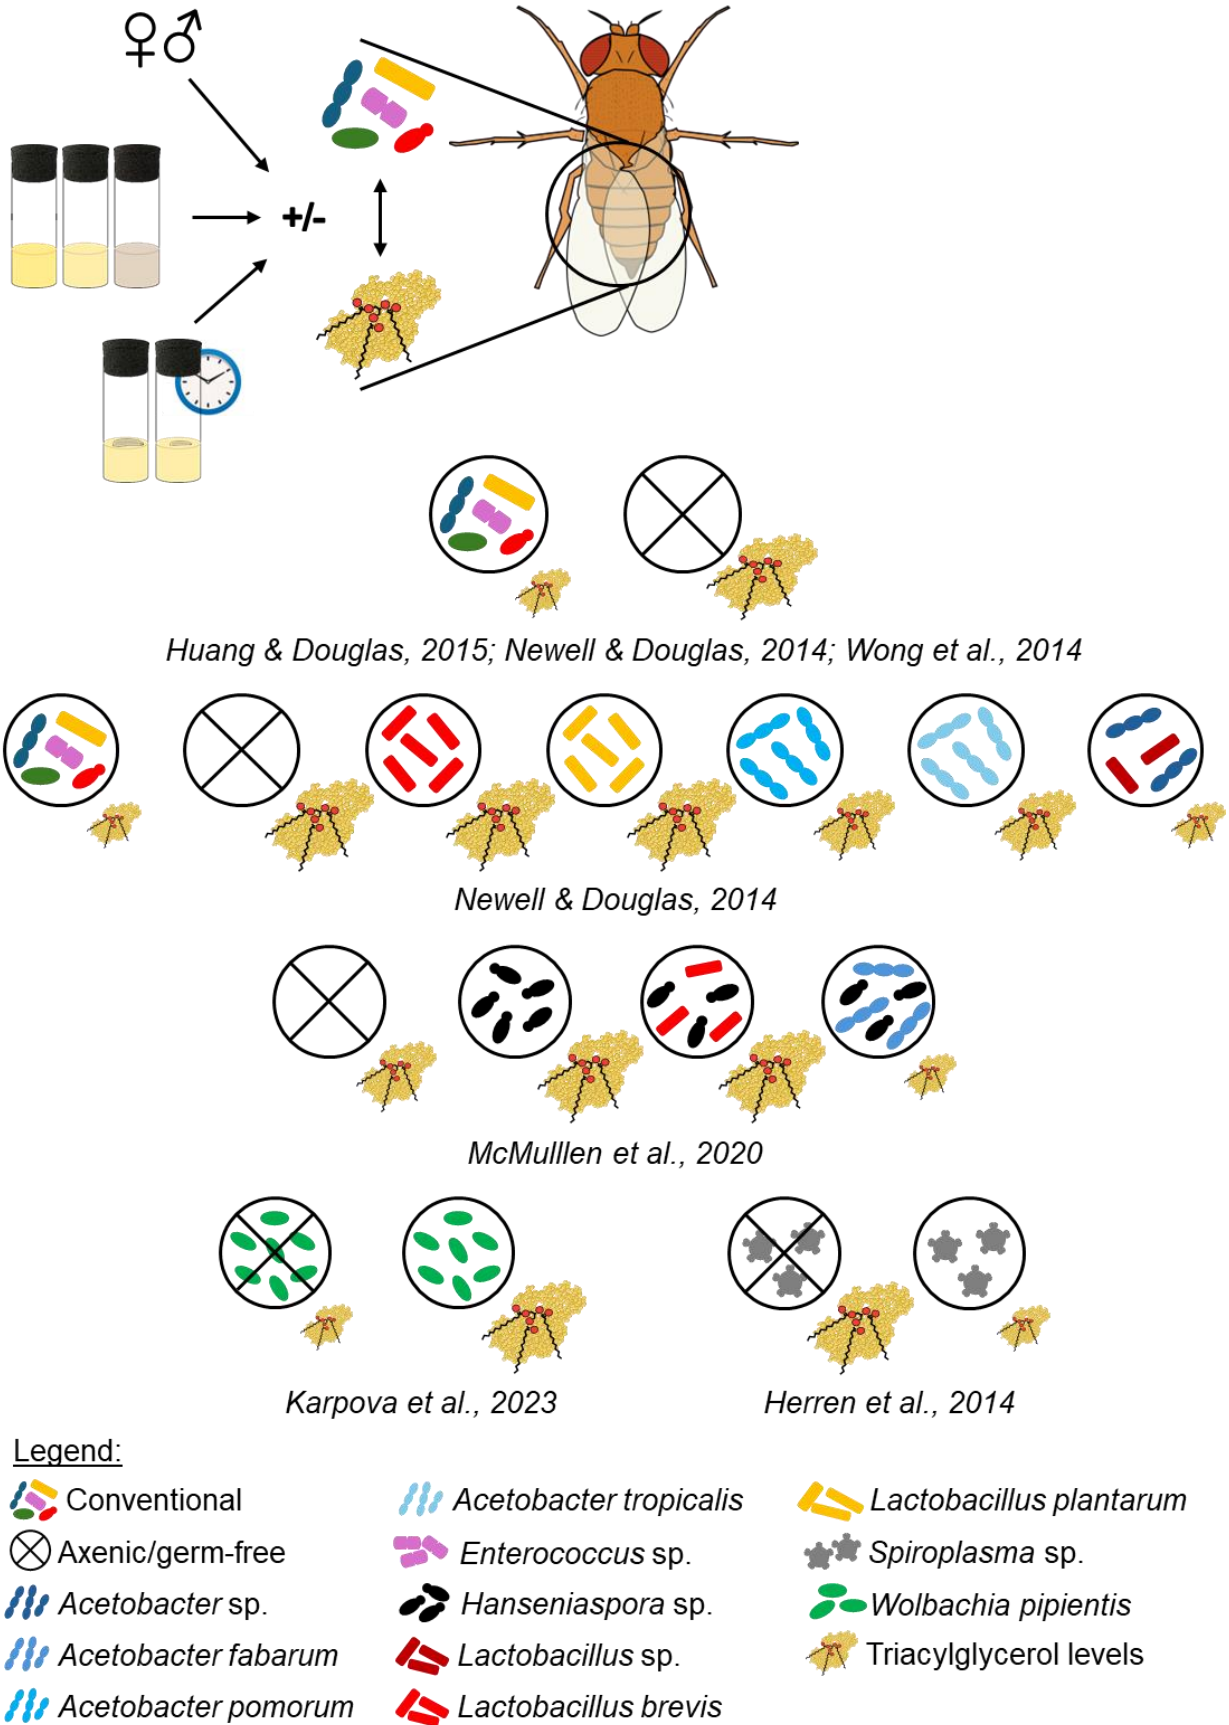 ♀♂
+/-
Huang & Douglas, 2015; Newell & Douglas, 2014; Wong et al., 2014
Newell & Douglas, 2014
McMulllen et al., 2020
Karpova et al., 2023 Herren et al., 2014
Legend:
Conventional Acetobacter tropicalis Lactobacillus plantarum
Axenic/germ-free Enterococcus sp. Spiroplasma sp.
Acetobacter sp. Hanseniaspora sp. Wolbachia pipientis
Acetobacter fabarum Lactobacillus sp. Triacylglycerol levels
Acetobacter pomorum Lactobacillus brevis